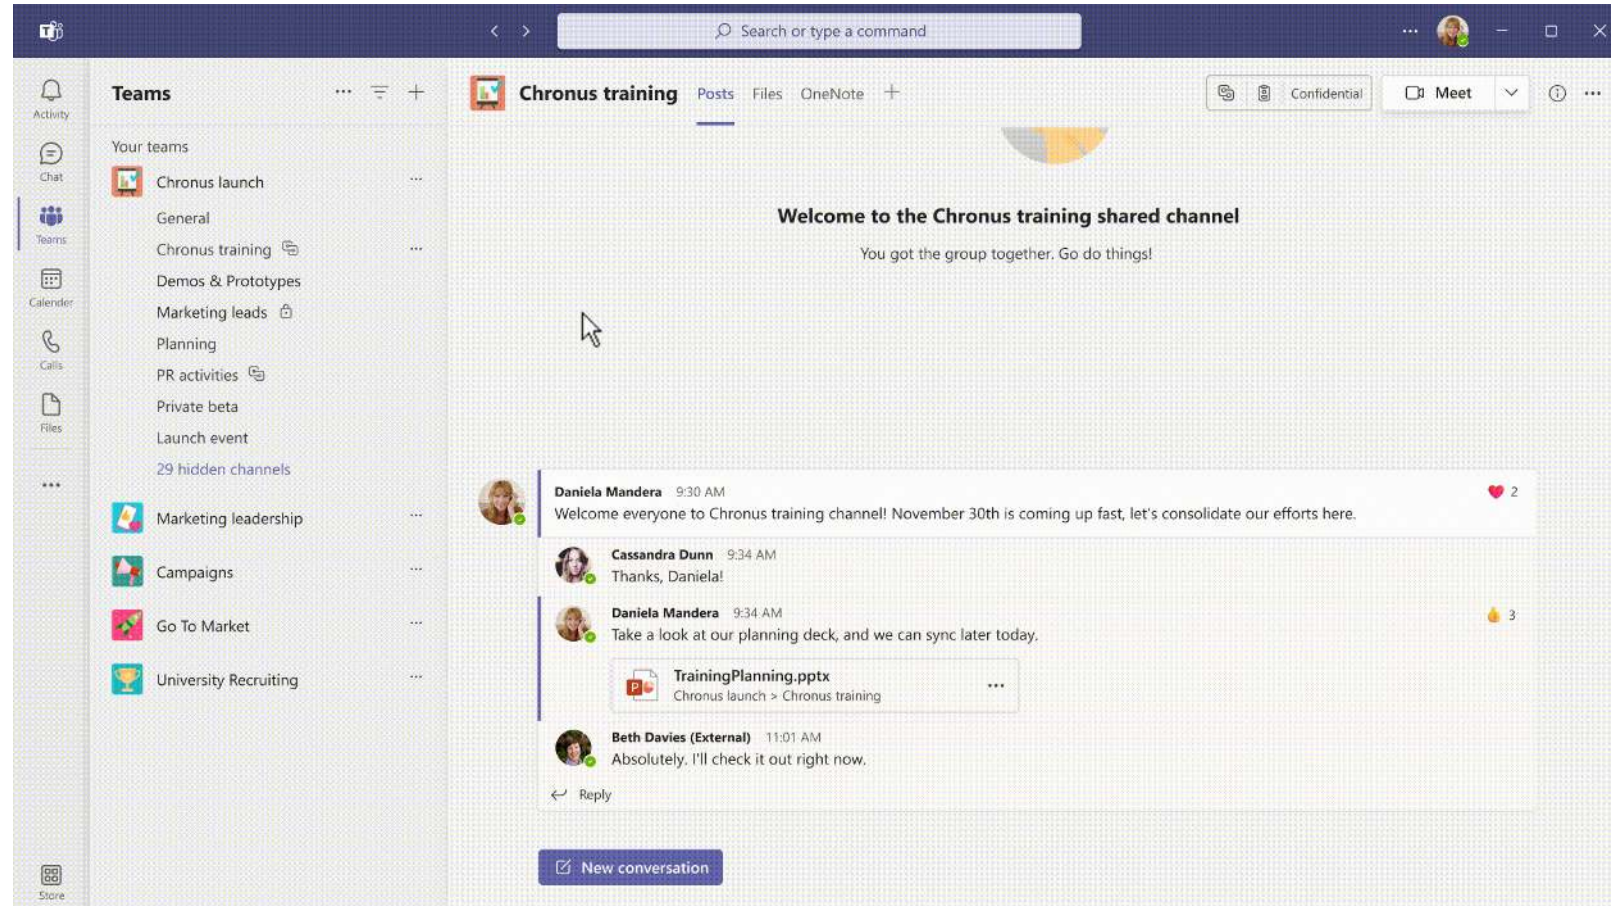 Search or type a command
Activity
Chat
Teams
Calender
Calls
Files
Store
Teams
Your teams
Chronus launch
General
Chronus training
Demos & Prototypes
Marketing leads
Planning
PR activities
Private beta
Launch event
29 hidden channels
Marketing leadership
Campaigns
Go To Market
University Recruiting
Chronus training Posts Files OneNote
Confidential Meet
Welcome to the Chronus training shared channel
You got the group together. Go do things!
Daniela Mandera 9:30 AM 2
Welcome everyone to Chronus training channel! November 30th is coming up fast, let's consolidate our efforts here.
Cassandra Dunn 9:34 AM
Thanks, Daniela!
Daniela Mandera 9:34 AM 3
Take a look at our planning deck, and we can sync later today.
TrainingPlanning.pptx
Chronus launch > Chronus training
Beth Davies (External) 11:01 AM
Absolutely. I'll check it out right now.
Reply
New conversation